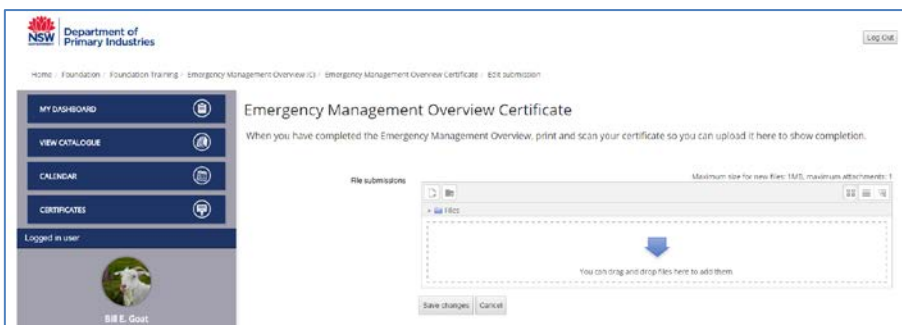 NSW
GOVERNMENT
Department of
Primary Industries
Log Out
Home / Foundation / Foundation Training / Emergency Management Overview (C) / Emergency Management Overview Certificate / Edit submission
MY DASHBOARD
VIEW CATALOGUE
CALENDAR
CERTIFICATES
Logged in user
Bill E. Goat
Emergency Management Overview Certificate
When you have completed the Emergency Management Overview, print and scan your certificate so you can upload it here to show completion.
File submissions
Maximum size for new files: 1MB, maximum attachments: 1
Files
You can drag and drop files here to add them.
Save changes
Cancel